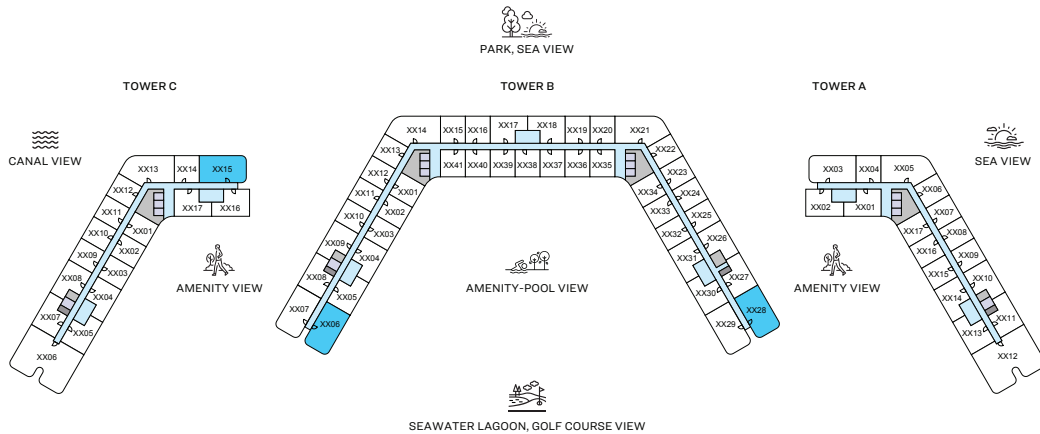 PARK, SEA VIEW
TOWER C
TOWER B
TOWER A
CANAL VIEW
SEA VIEW
XX13
XX14
XX15
XX12
XX11
XX10
XX09
XX08
XX07
XX06
XX01
XX02
XX03
XX04
XX05
XX17
XX16
XX14
XX15
XX16
XX17
XX18
XX19
XX20
XX21
XX13
XX12
XX11
XX10
XX09
XX08
XX07
XX41
XX40
XX39
XX38
XX37
XX36
XX35
XX01
XX02
XX03
XX04
XX05
XX06
XX22
XX23
XX24
XX25
XX26
XX27
XX28
XX34
XX33
XX32
XX31
XX30
XX29
XX03
XX04
XX05
XX02
XX01
XX06
XX07
XX08
XX09
XX10
XX11
XX12
XX17
XX16
XX15
XX14
XX13
AMENITY VIEW
AMENITY-POOL VIEW
AMENITY VIEW
SEAWATER LAGOON, GOLF COURSE VIEW